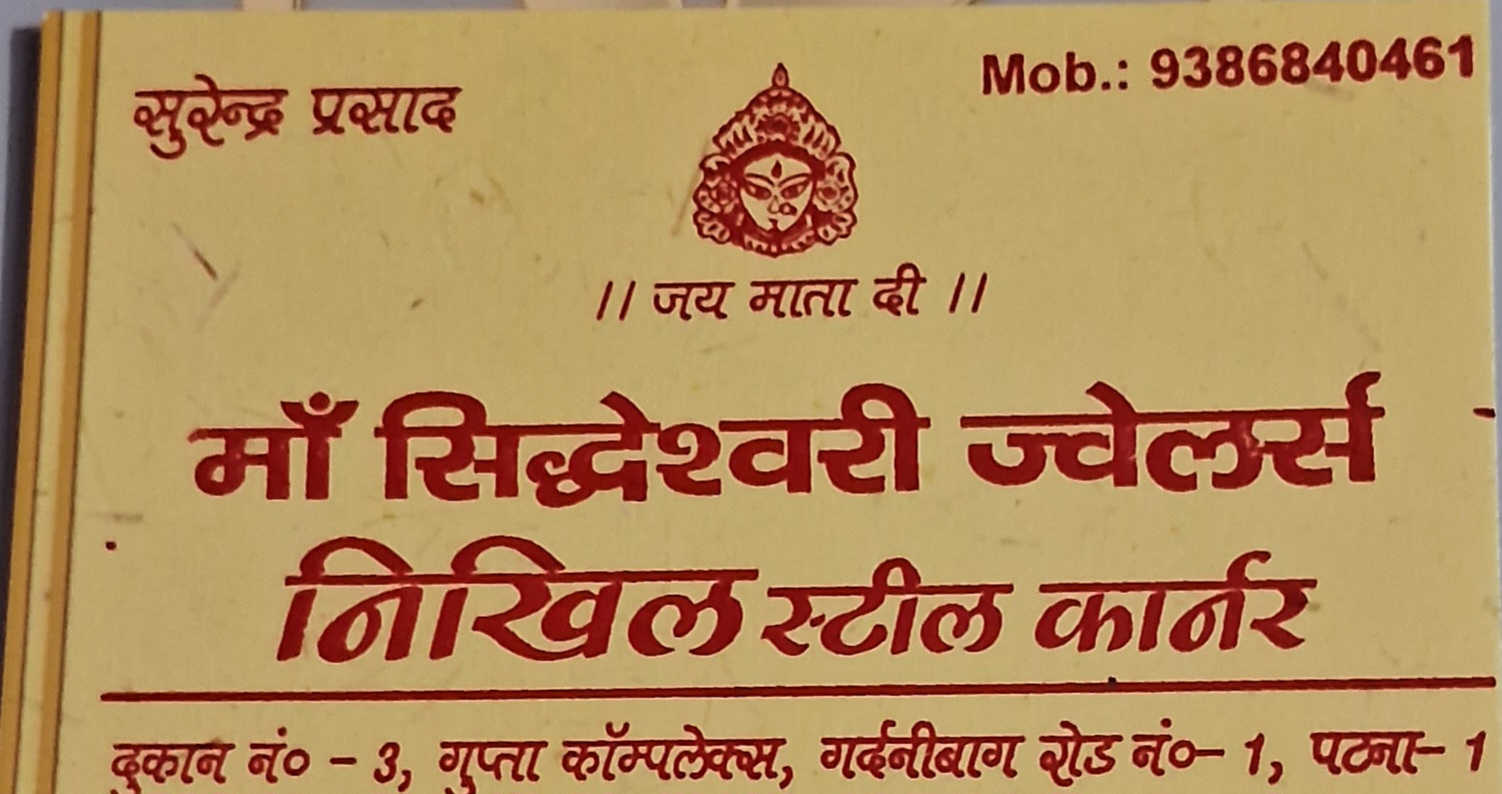 सुरेन्द्र प्रसाद
Mob.: 9386840461
।। जय माता दी ।।
माँ सिद्धेश्वरी ज्वेलर्स
निखिल स्टील कार्नर
दुकान नं० - 3, गुप्ता कॉम्पलेक्स, गर्दनीबाग रोड नं०- 1, पटना- 1